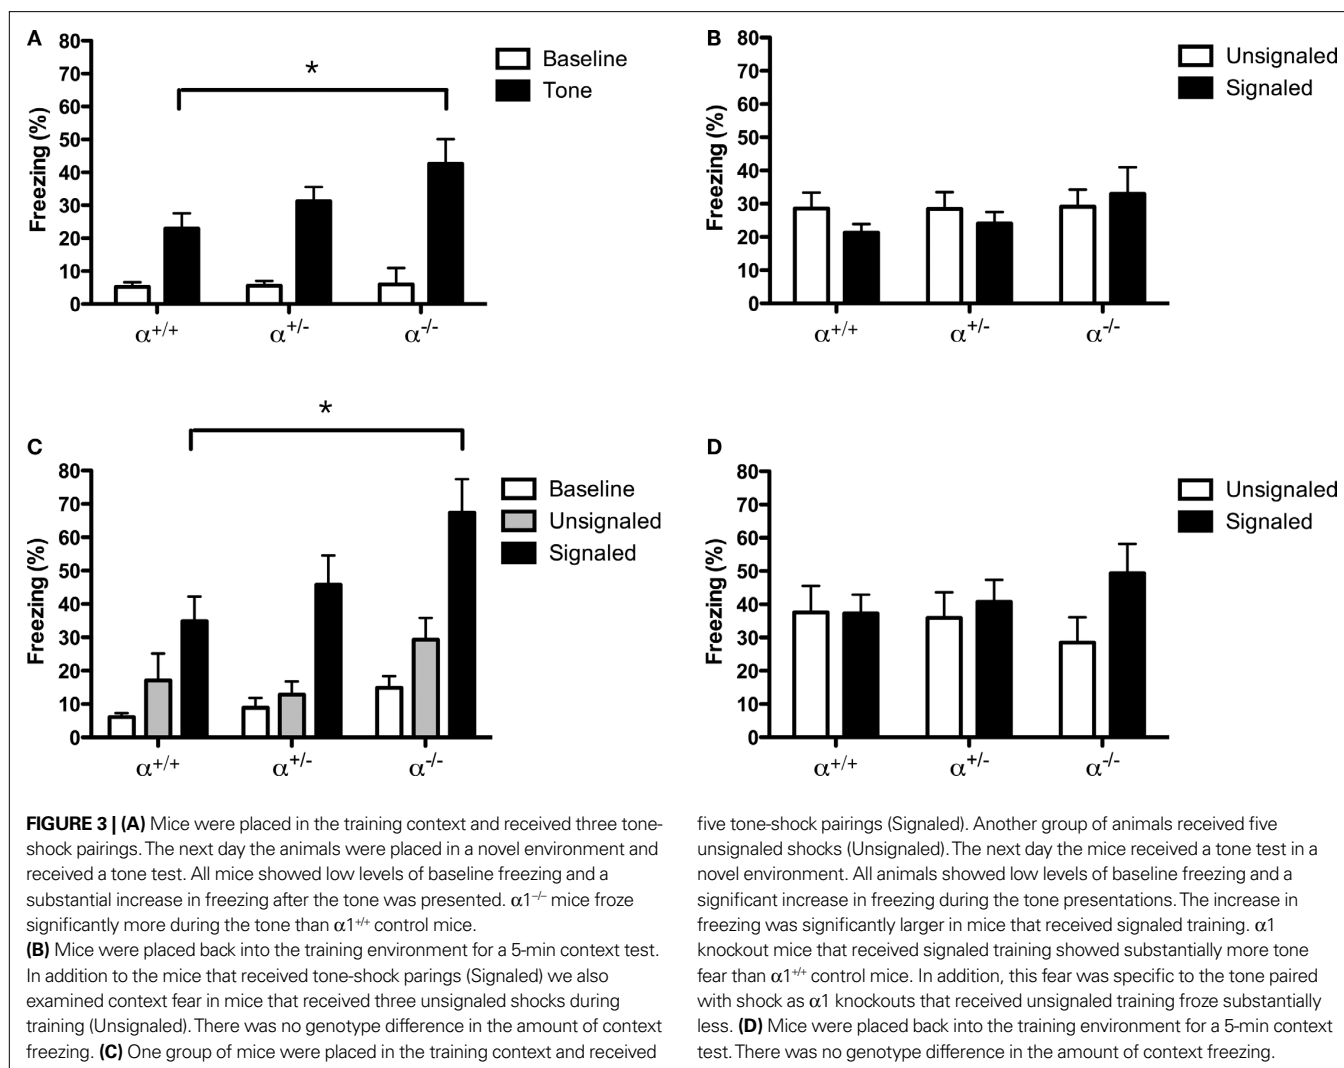 A
80
70
60
50
40
30
20
10
0
Freezing (%)
*
Baseline
Tone
α+/+
α+/-
α-/-
B
80
70
60
50
40
30
20
10
0
Freezing (%)
Unsignaled
Signaled
α+/+
α+/-
α-/-
C
80
70
60
50
40
30
20
10
0
Freezing (%)
*
Baseline
Unsignaled
Signaled
α+/+
α+/-
α-/-
D
80
70
60
50
40
30
20
10
0
Freezing (%)
Unsignaled
Signaled
α+/+
α+/-
α-/-
FIGURE 3 | (A) Mice were placed in the training context and received three tone-
shock pairings. The next day the animals were placed in a novel environment and
received a tone test. All mice showed low levels of baseline freezing and a
substantial increase in freezing after the tone was presented. α1−/− mice froze
significantly more during the tone than α1+/+ control mice.
(B) Mice were placed back into the training environment for a 5-min context test.
In addition to the mice that received tone-shock parings (Signaled) we also
examined context fear in mice that received three unsignaled shocks during
training (Unsignaled). There was no genotype difference in the amount of context
freezing. (C) One group of mice were placed in the training context and received
five tone-shock pairings (Signaled). Another group of animals received five
unsignaled shocks (Unsignaled). The next day the mice received a tone test in a
novel environment. All animals showed low levels of baseline freezing and a
significant increase in freezing during the tone presentations. The increase in
freezing was significantly larger in mice that received signaled training. α1
knockout mice that received signaled training showed substantially more tone
fear than α1+/+ control mice. In addition, this fear was specific to the tone paired
with shock as α1 knockouts that received unsignaled training froze substantially
less. (D) Mice were placed back into the training environment for a 5-min context
test. There was no genotype difference in the amount of context freezing.